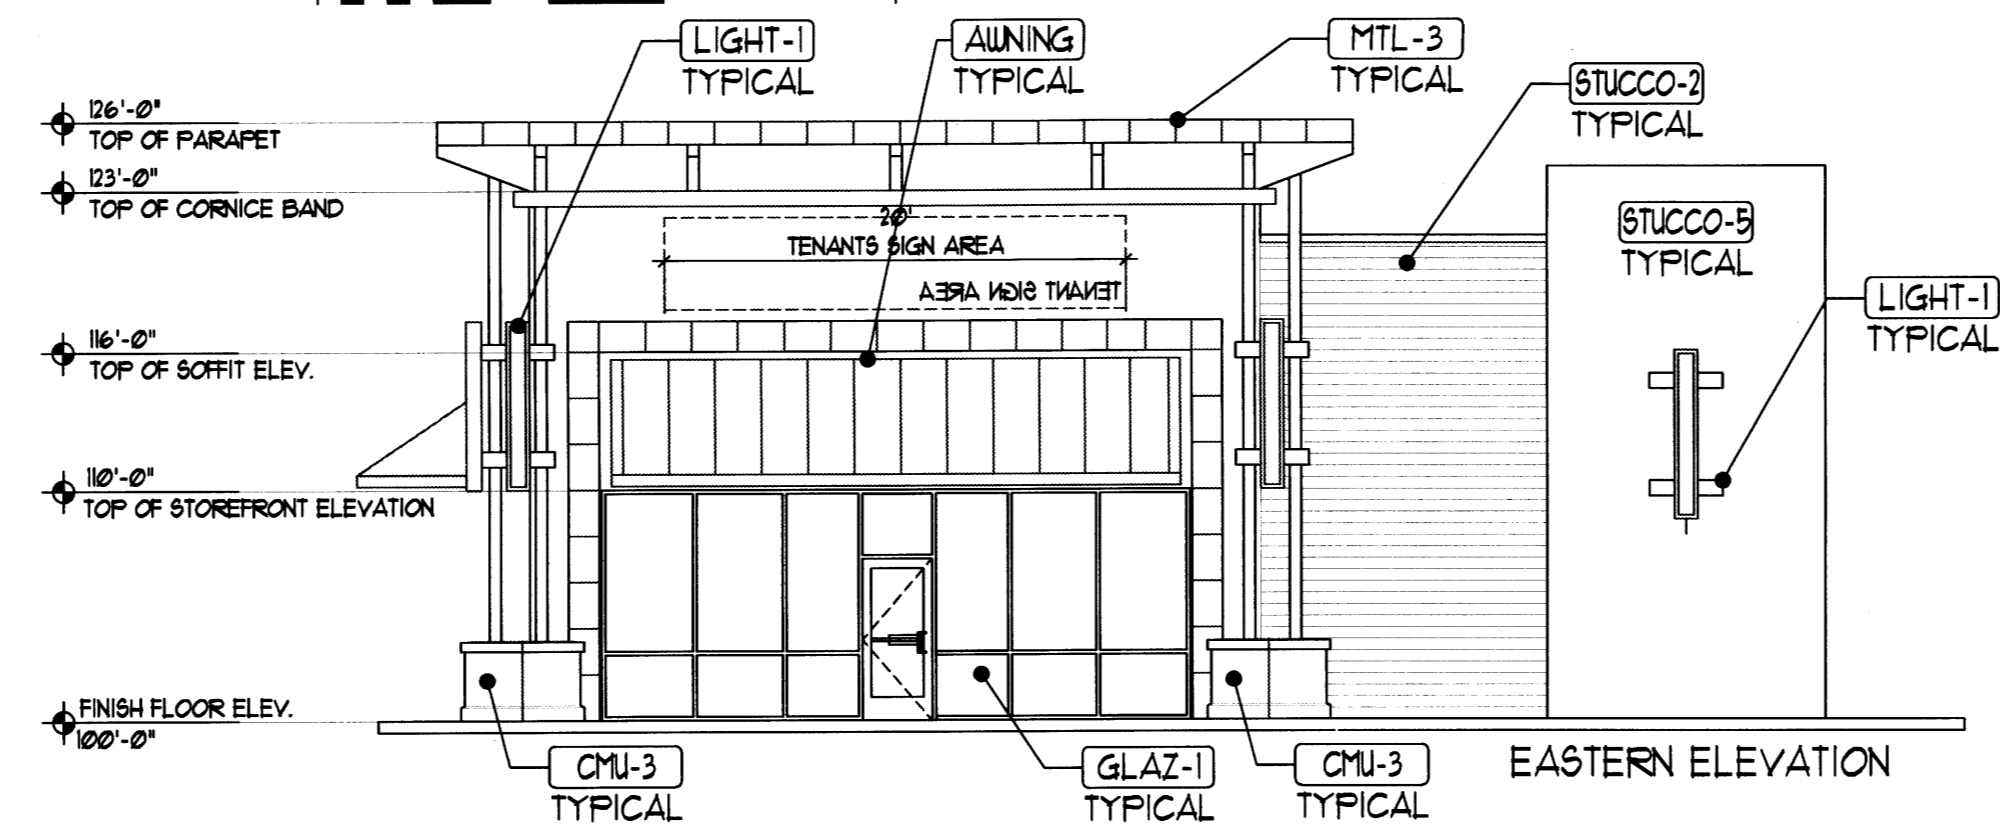 LIGHT-1
TYPICAL
AWNING
TYPICAL
MTL-3
TYPICAL
STUCCO-2
TYPICAL
126'-0"
TOP OF PARAPET
123'-0"
TOP OF CORNICE BAND
20'
TENANTS SIGN AREA
TENANT SIGN AREA
STUCCO-5
TYPICAL
LIGHT-1
TYPICAL
116'-0"
TOP OF SOFFIT ELEV.
110'-0"
TOP OF STOREFRONT ELEVATION
FINISH FLOOR ELEV.
100'-0"
CMU-3
TYPICAL
GLAZ-1
TYPICAL
CMU-3
TYPICAL
EASTERN ELEVATION